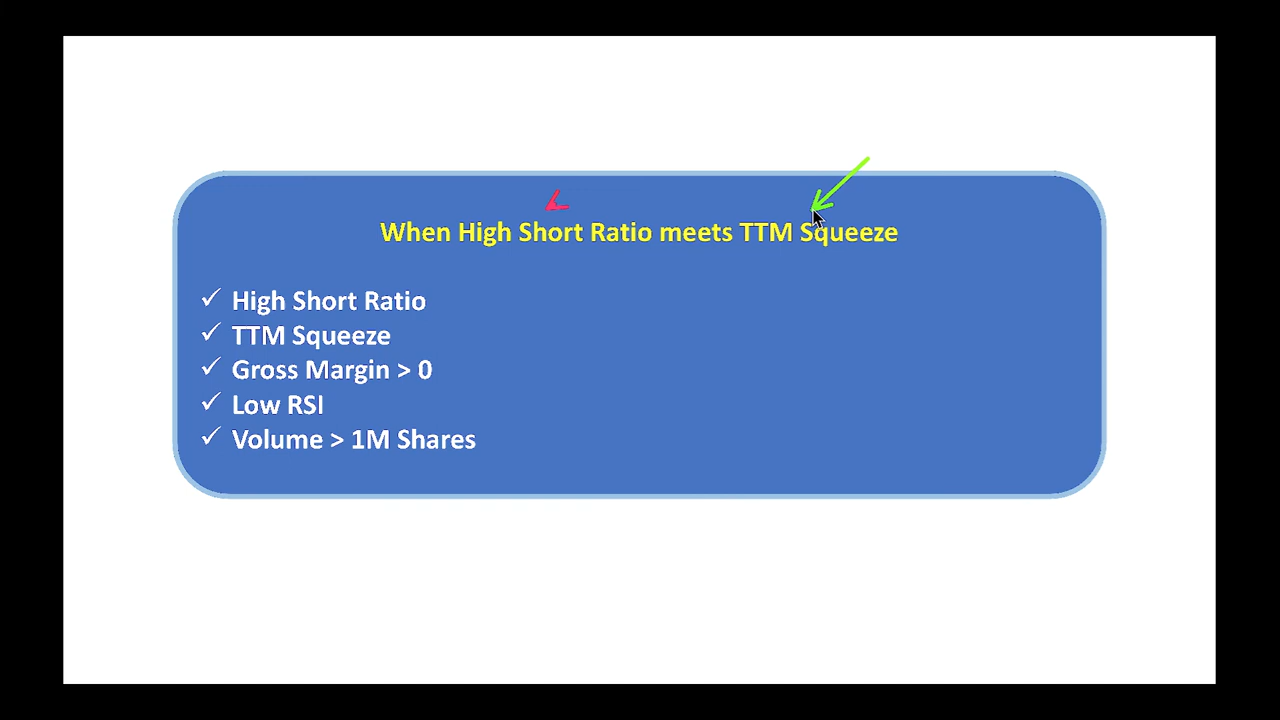 When High Short Ratio meets TTM Squeeze
✓ High Short Ratio
✓ TTM Squeeze
✓ Gross Margin > 0
✓ Low RSI
✓ Volume > 1M Shares